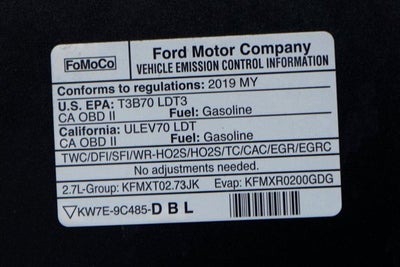 FoMoCo
Ford Motor Company
VEHICLE EMISSION CONTROL INFORMATION
Conforms to regulations: 2019 MY
U.S. EPA: T3B70 LDT3
CA OBD II Fuel: Gasoline
California: ULEV70 LDT
CA OBD II Fuel: Gasoline
TWC/DFI/SFI/WR-HO2S/HO2S/TC/CAC/EGR/EGRC
No adjustments needed.
2.7L-Group: KFMXT02.73JK Evap: KFMXR0200GDG
KW7E-9C485-D B L